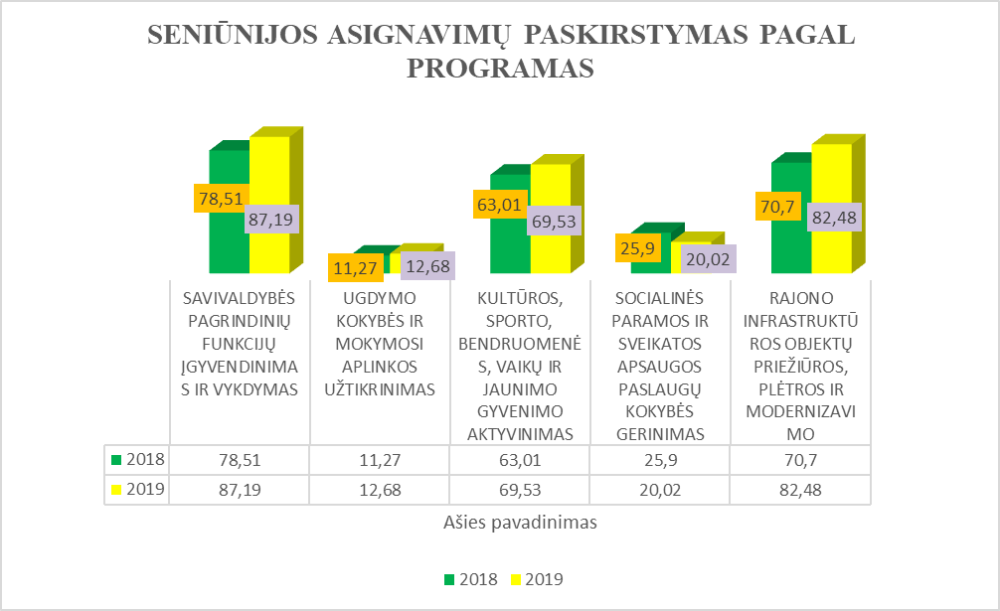 SENIŪNIJOS ASIGNAVIMŲ PASKIRSTYMAS PAGAL
PROGRAMAS
78,51
87,19
11,27
12,68
63,01
69,53
25,9
20,02
70,7
82,48
SAVIVALDYBĖS
PAGRINDINIŲ
FUNKCIJŲ
ĮGYVENDINIMA
S IR VYKDYMAS
UGDYMO
KOKYBĖS IR
MOKYMOSI
APLINKOS
UŽTIKRINIMAS
KULTŪROS,
SPORTO,
BENDRUOMENĖ
S, VAIKŲ IR
JAUNIMO
GYVENIMO
AKTYVINIMAS
SOCIALINĖS
PARAMOS IR
SVEIKATOS
APSAUGOS
PASLAUGŲ
KOKYBĖS
GERINIMAS
RAJONO
INFRASTRUKTŪ
ROS OBJEKTŲ
PRIEŽIŪROS,
PLĖTROS IR
MODERNIZAVI
MO
2018 78,51 11,27 63,01 25,9 70,7
2019 87,19 12,68 69,53 20,02 82,48
Ašies pavadinimas
2018 2019